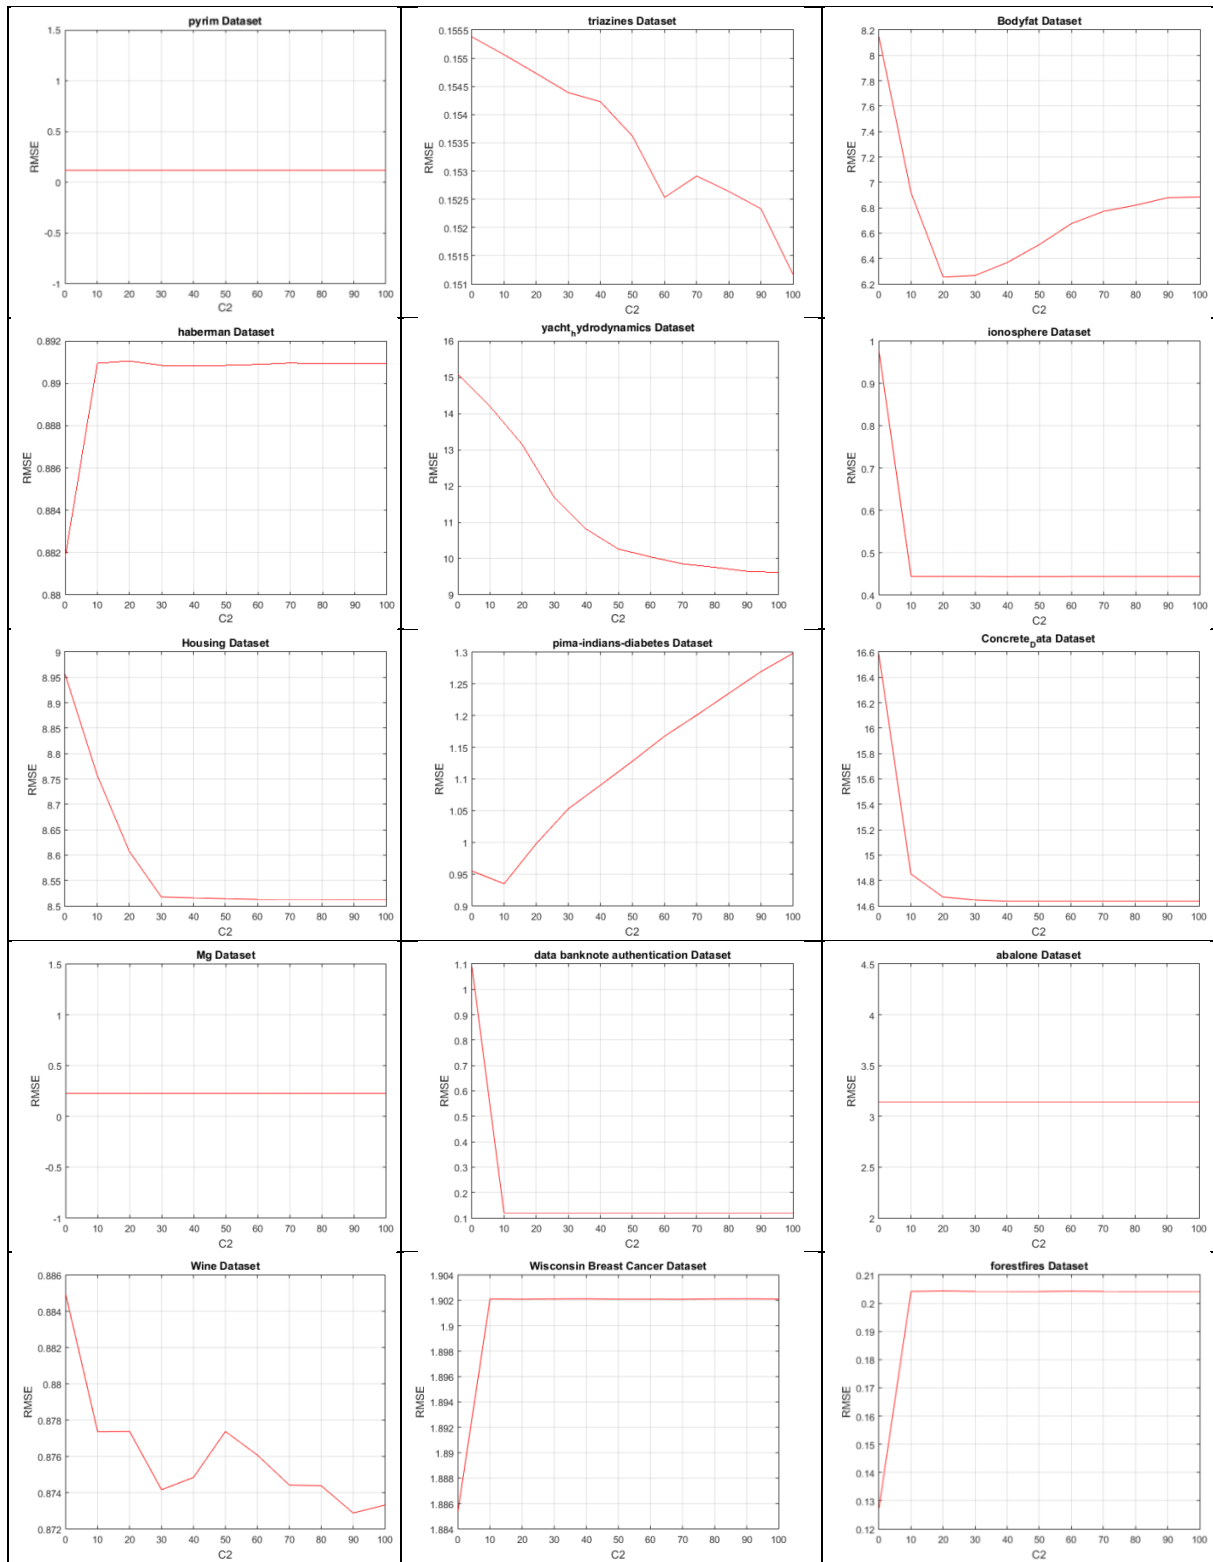 pyrim Dataset
1.5
1
0.5
0
-0.5
-1
RMSE
0 10 20 30 40 50 60 70 80 90 100
C2
triazines Dataset
0.1555
0.155
0.1545
0.154
0.1535
0.153
0.1525
0.152
0.1515
0.151
RMSE
0 10 20 30 40 50 60 70 80 90 100
C2
Bodyfat Dataset
8.2
8
7.8
7.6
7.4
7.2
7
6.8
6.6
6.4
6.2
RMSE
0 10 20 30 40 50 60 70 80 90 100
C2
haberman Dataset
0.892
0.89
0.888
0.886
0.884
0.882
0.88
RMSE
0 10 20 30 40 50 60 70 80 90 100
C2
yacht_hydrodynamics Dataset
16
15
14
13
12
11
10
9
RMSE
0 10 20 30 40 50 60 70 80 90 100
C2
ionosphere Dataset
1
0.9
0.8
0.7
0.6
0.5
0.4
RMSE
0 10 20 30 40 50 60 70 80 90 100
C2
Housing Dataset
9
8.95
8.9
8.85
8.8
8.75
8.7
8.65
8.6
8.55
8.5
RMSE
0 10 20 30 40 50 60 70 80 90 100
C2
pima-indians-diabetes Dataset
1.3
1.25
1.2
1.15
1.1
1.05
1
0.95
0.9
RMSE
0 10 20 30 40 50 60 70 80 90 100
C2
Concrete_Data Dataset
16.6
16.4
16.2
16
15.8
15.6
15.4
15.2
15
14.8
14.6
RMSE
0 10 20 30 40 50 60 70 80 90 100
C2
Mg Dataset
1.5
1
0.5
0
-0.5
-1
RMSE
0 10 20 30 40 50 60 70 80 90 100
C2
data banknote authentication Dataset
1.1
1
0.9
0.8
0.7
0.6
0.5
0.4
0.3
0.2
0.1
RMSE
0 10 20 30 40 50 60 70 80 90 100
C2
abalone Dataset
4.5
4
3.5
3
2.5
2
RMSE
0 10 20 30 40 50 60 70 80 90 100
C2
Wine Dataset
0.886
0.884
0.882
0.88
0.878
0.876
0.874
0.872
RMSE
0 10 20 30 40 50 60 70 80 90 100
C2
Wisconsin Breast Cancer Dataset
1.904
1.902
1.9
1.898
1.896
1.894
1.892
1.89
1.888
1.886
1.884
RMSE
0 10 20 30 40 50 60 70 80 90 100
C2
forestfires Dataset
0.21
0.2
0.19
0.18
0.17
0.16
0.15
0.14
0.13
0.12
RMSE
0 10 20 30 40 50 60 70 80 90 100
C2